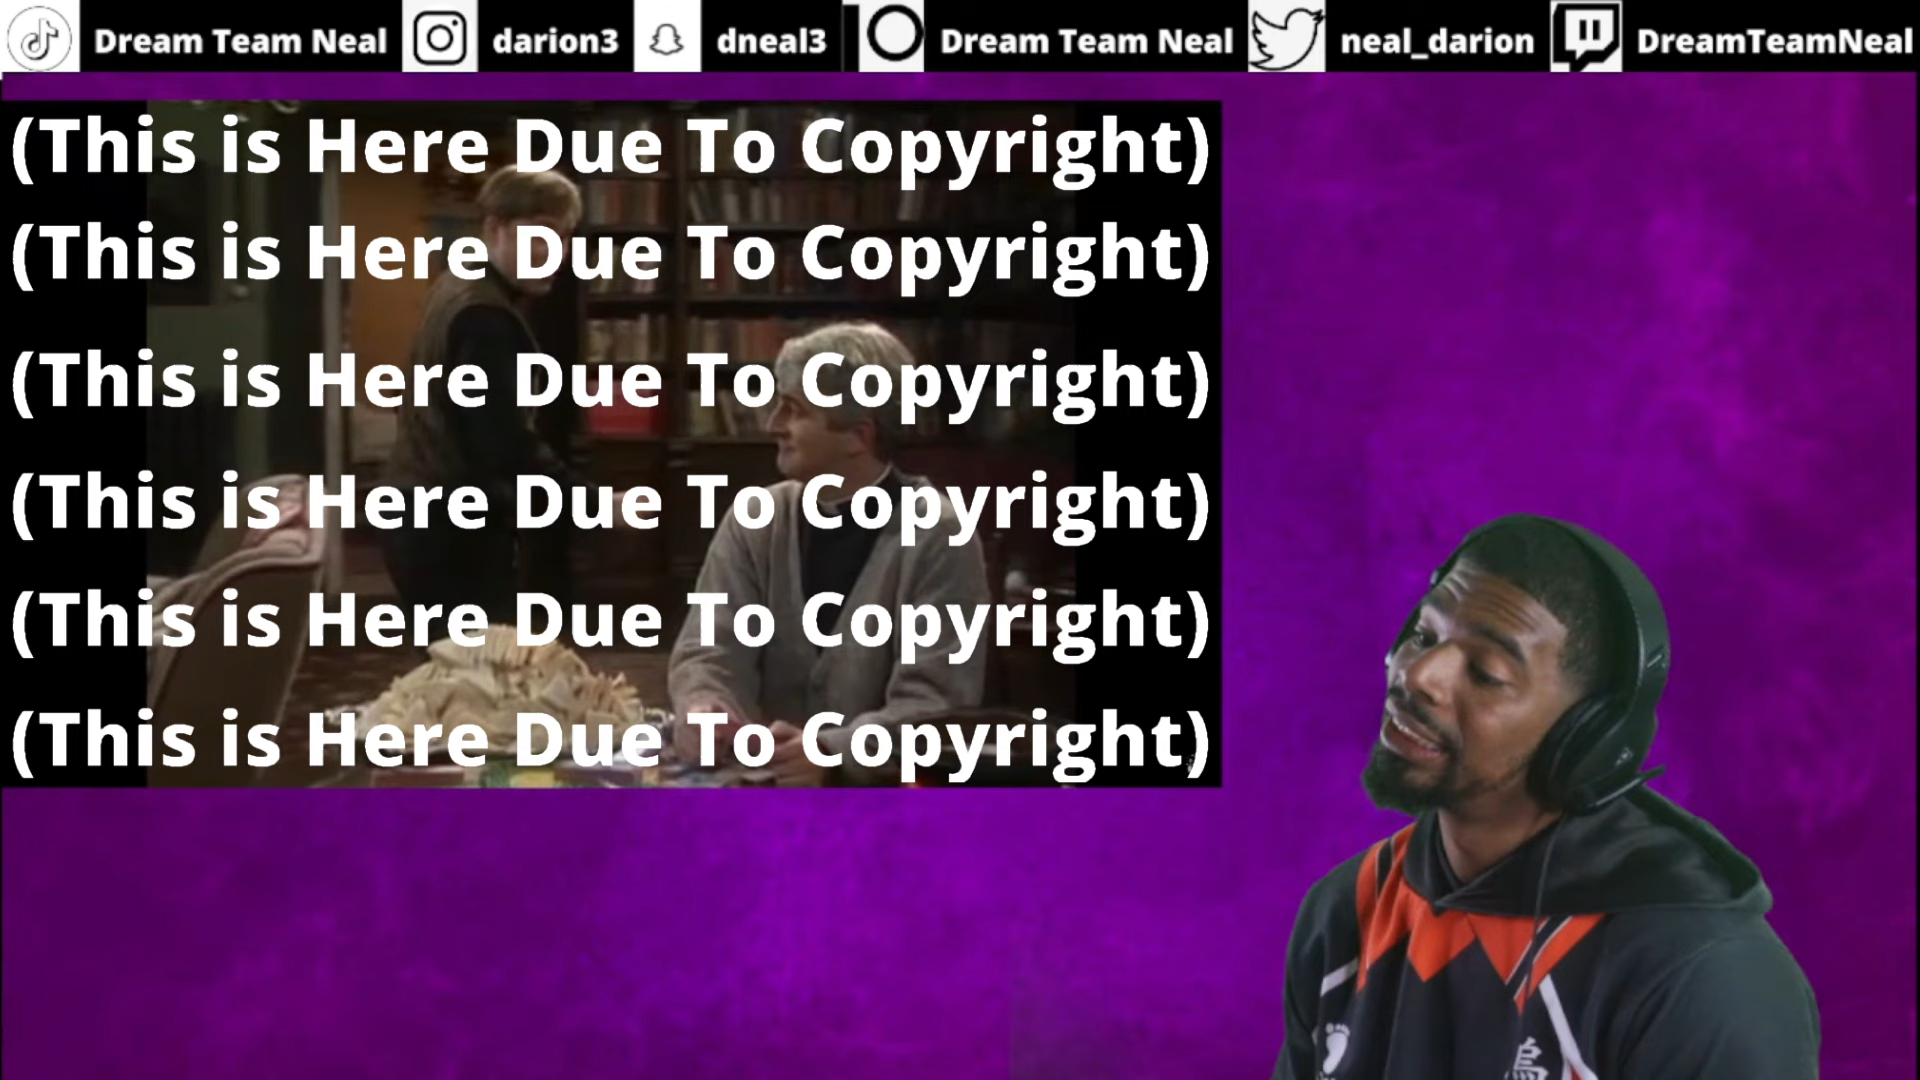 Dream Team Neal darion3 dneal3 Dream Team Neal neal_darion DreamTeamNeal
(This is Here Due To Copyright)
(This is Here Due To Copyright)
(This is Here Due To Copyright)
(This is Here Due To Copyright)
(This is Here Due To Copyright)
(This is Here Due To Copyright)
烏